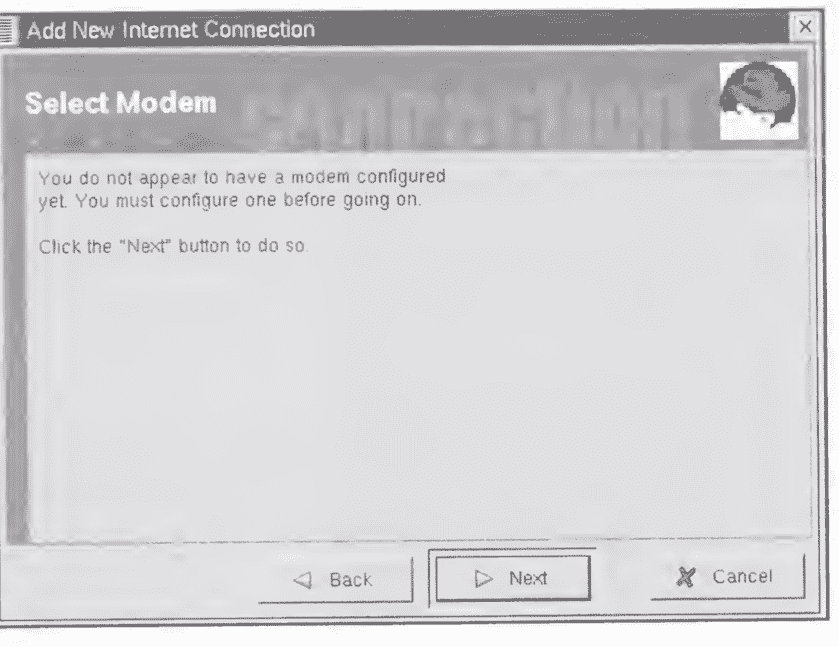 Add New Internet Connection
Select Modem
You do not appear to have a modem configured
yet. You must configure one before going on.
Click the "Next" button to do so.
Back
Next
Cancel